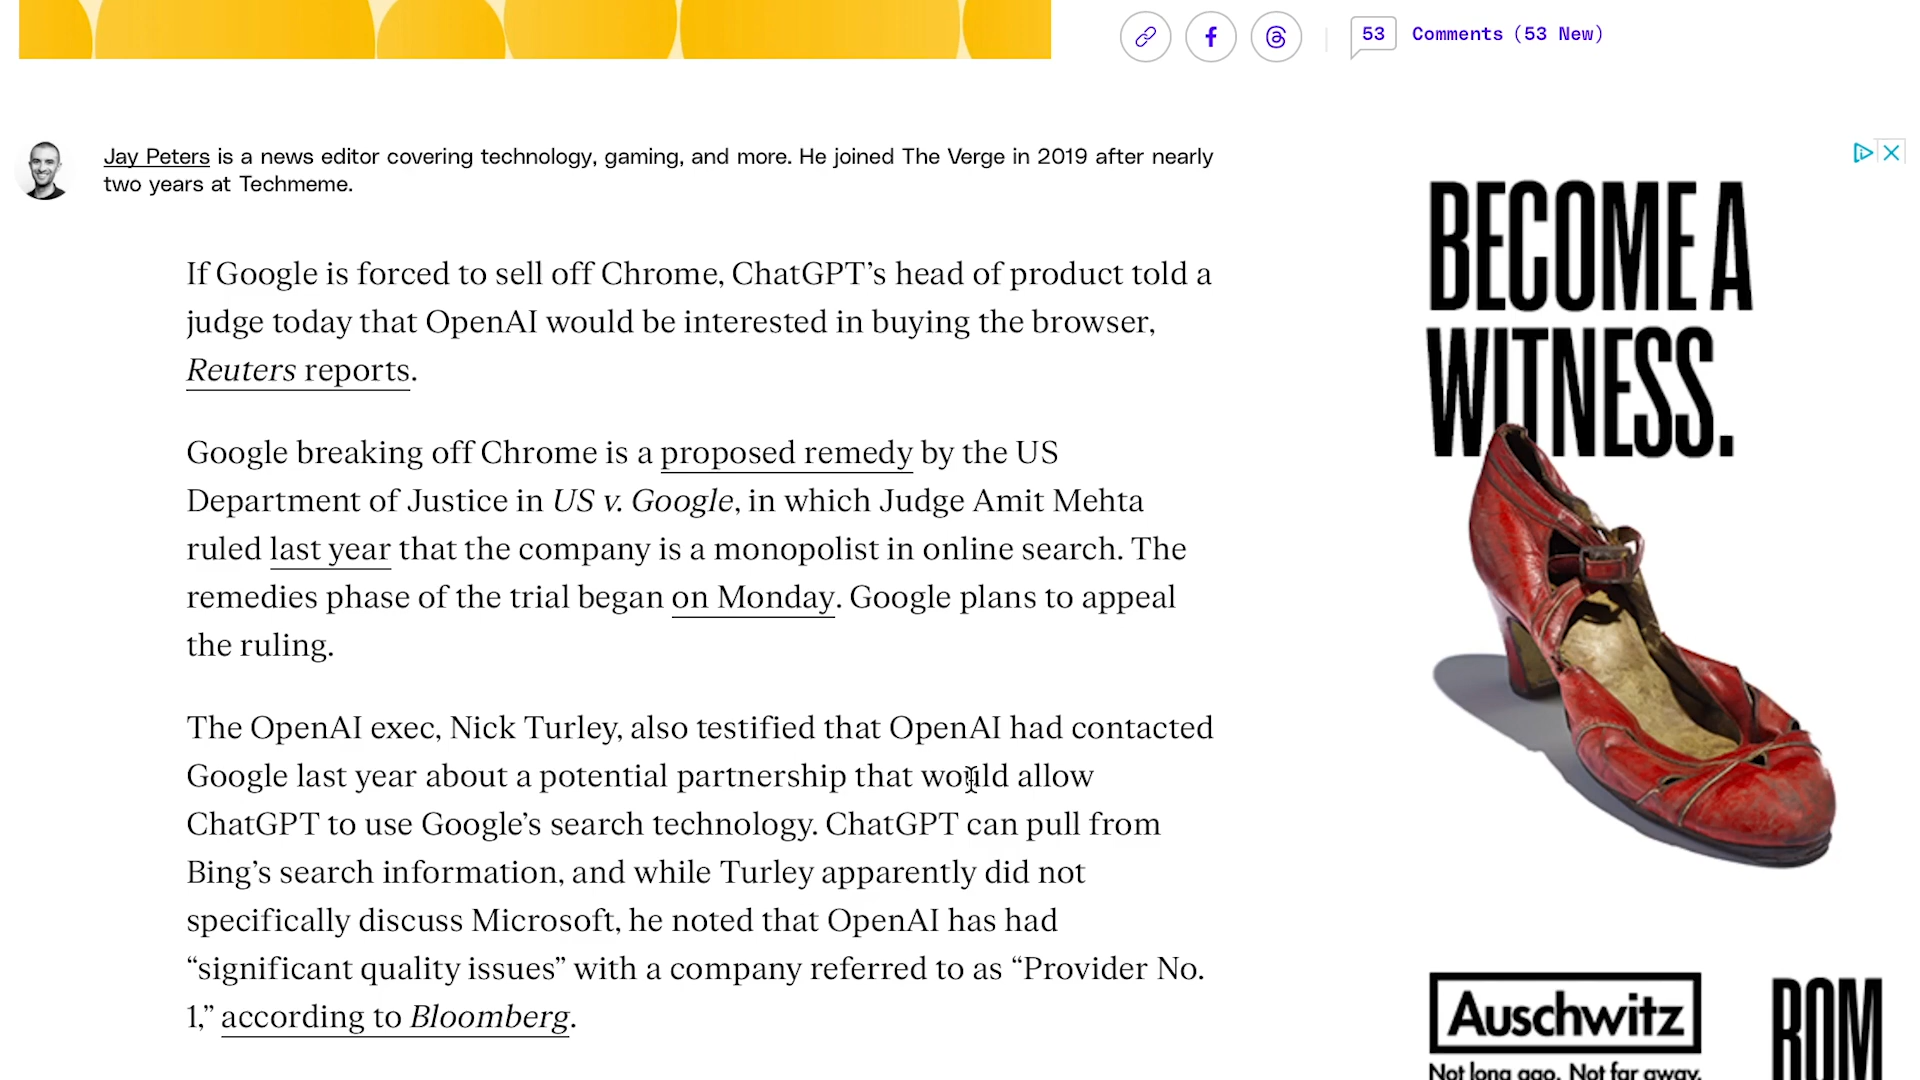 53
Comments (53 New)
Jay Peters is a news editor covering technology, gaming, and more. He joined The Verge in 2019 after nearly
two years at Techmeme.
If Google is forced to sell off Chrome, ChatGPT’s head of product told a
judge today that OpenAI would be interested in buying the browser,
Reuters reports.
Google breaking off Chrome is a proposed remedy by the US
Department of Justice in US v. Google, in which Judge Amit Mehta
ruled last year that the company is a monopolist in online search. The
remedies phase of the trial began on Monday. Google plans to appeal
the ruling.
The OpenAI exec, Nick Turley, also testified that OpenAI had contacted
Google last year about a potential partnership that would allow
ChatGPT to use Google’s search technology. ChatGPT can pull from
Bing’s search information, and while Turley apparently did not
specifically discuss Microsoft, he noted that OpenAI has had
“significant quality issues” with a company referred to as “Provider No.
1,” according to Bloomberg.
BECOME A
WITNESS.
Auschwitz
Not long ago. Not far away.
ROM